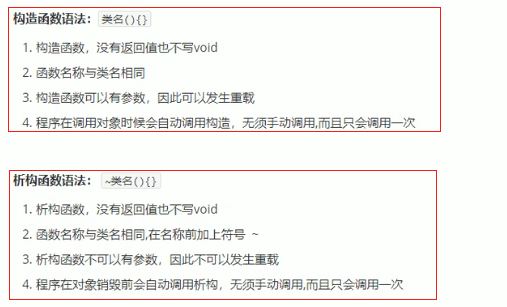 构造函数语法：类名(){}
1. 构造函数，没有返回值也不写void
2. 函数名称与类名相同
3. 构造函数可以有参数，因此可以发生重载
4. 程序在调用对象时候会自动调用构造，无须手动调用,而且只会调用一次
析构函数语法：~类名(){}
1. 析构函数，没有返回值也不写void
2. 函数名称与类名相同,在名称前加上符号 ~
3. 析构函数不可以有参数，因此不可以发生重载
4. 程序在对象销毁前会自动调用析构，无须手动调用,而且只会调用一次